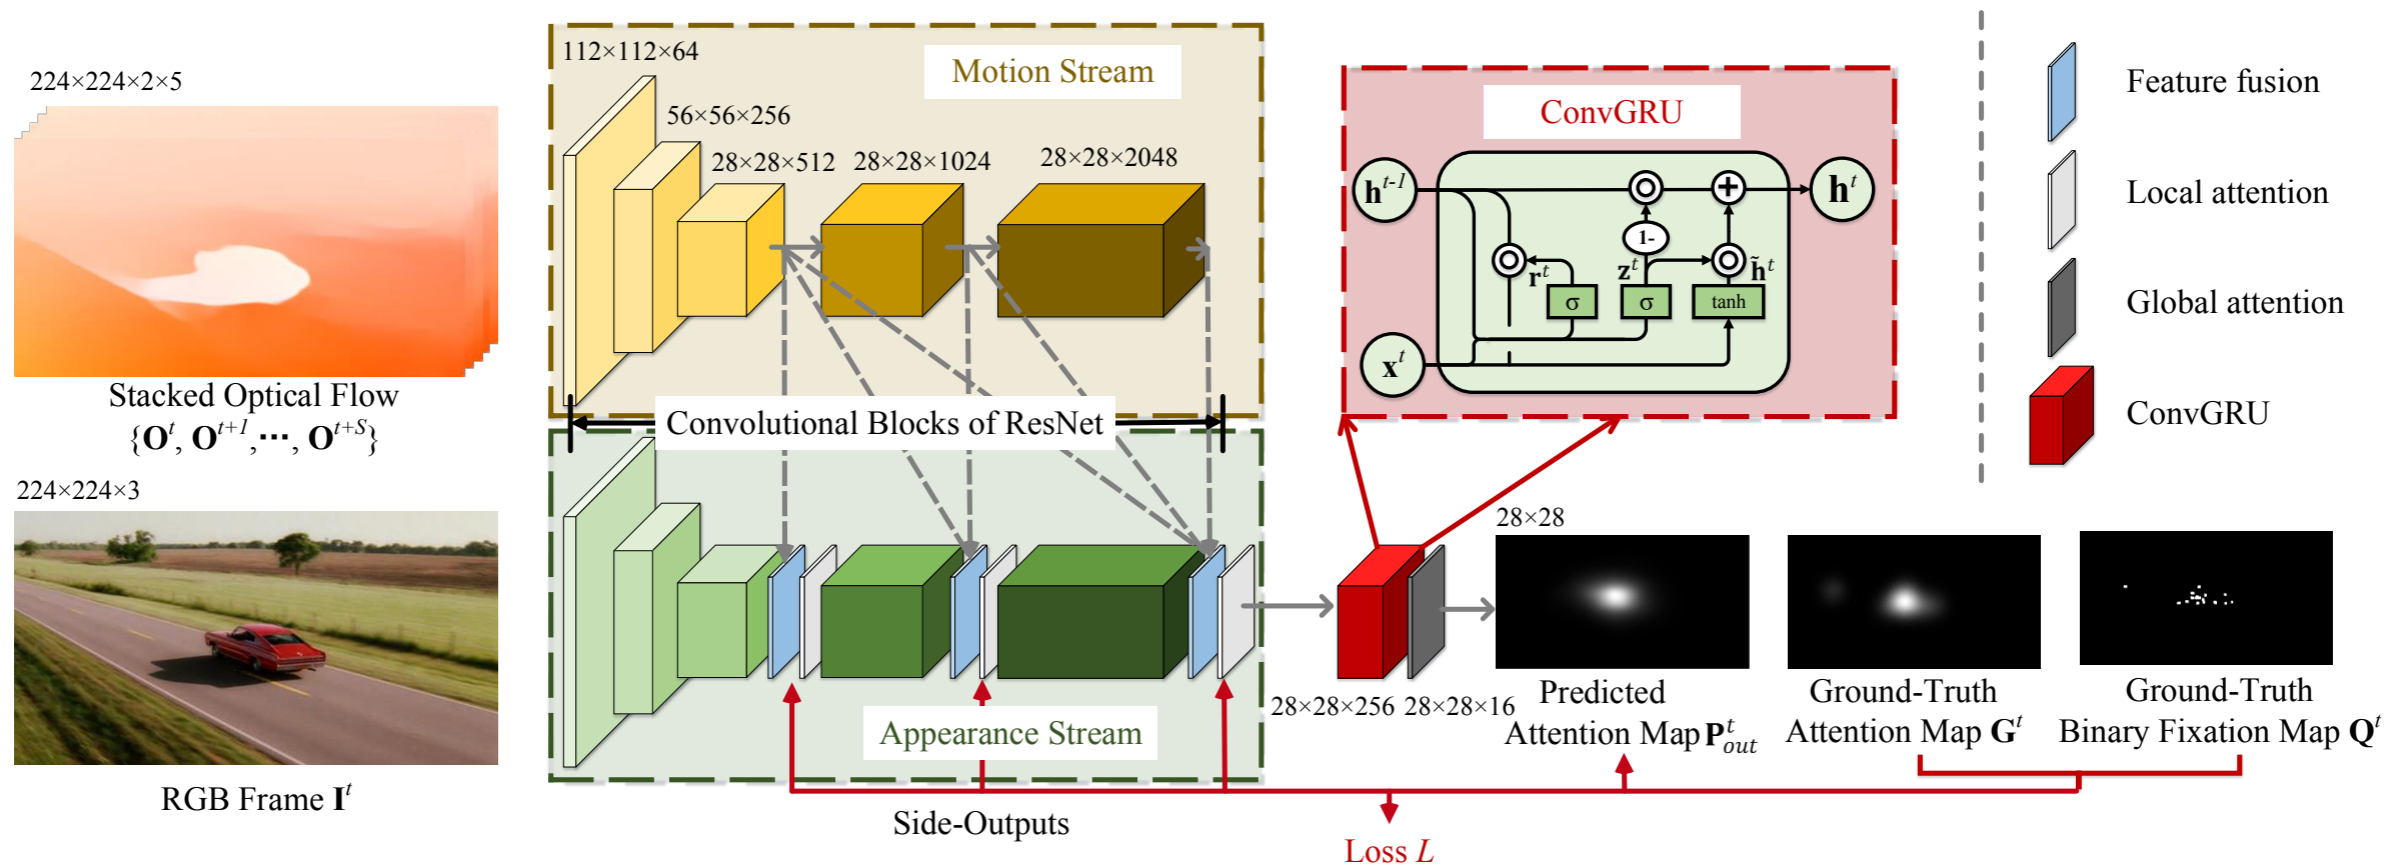 224×224×2×5
Stacked Optical Flow
{O^t, O^{t+1},⋯, O^{t+S}}
224×224×3
RGB Frame I^t
112×112×64
Motion Stream
56×56×256
28×28×512
28×28×1024
28×28×2048
Convolutional Blocks of ResNet
Appearance Stream
Side-Outputs
ConvGRU
h^{t-1}
h^t
1-
r^t
z^t
h̃^t
σ
σ
tanh
x^t
28×28×256
28×28×16
28×28
Predicted
Attention Map P^t_{out}
Ground-Truth
Attention Map G^t
Ground-Truth
Binary Fixation Map Q^t
Loss L
Feature fusion
Local attention
Global attention
ConvGRU